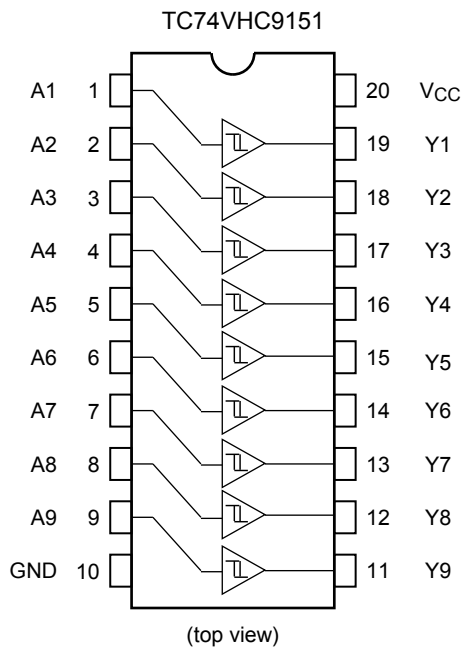 TC74VHC9151
A1 1 20 VCC
A2 2 19 Y1
A3 3 18 Y2
A4 4 17 Y3
A5 5 16 Y4
A6 6 15 Y5
A7 7 14 Y6
A8 8 13 Y7
A9 9 12 Y8
GND 10 11 Y9
(top view)